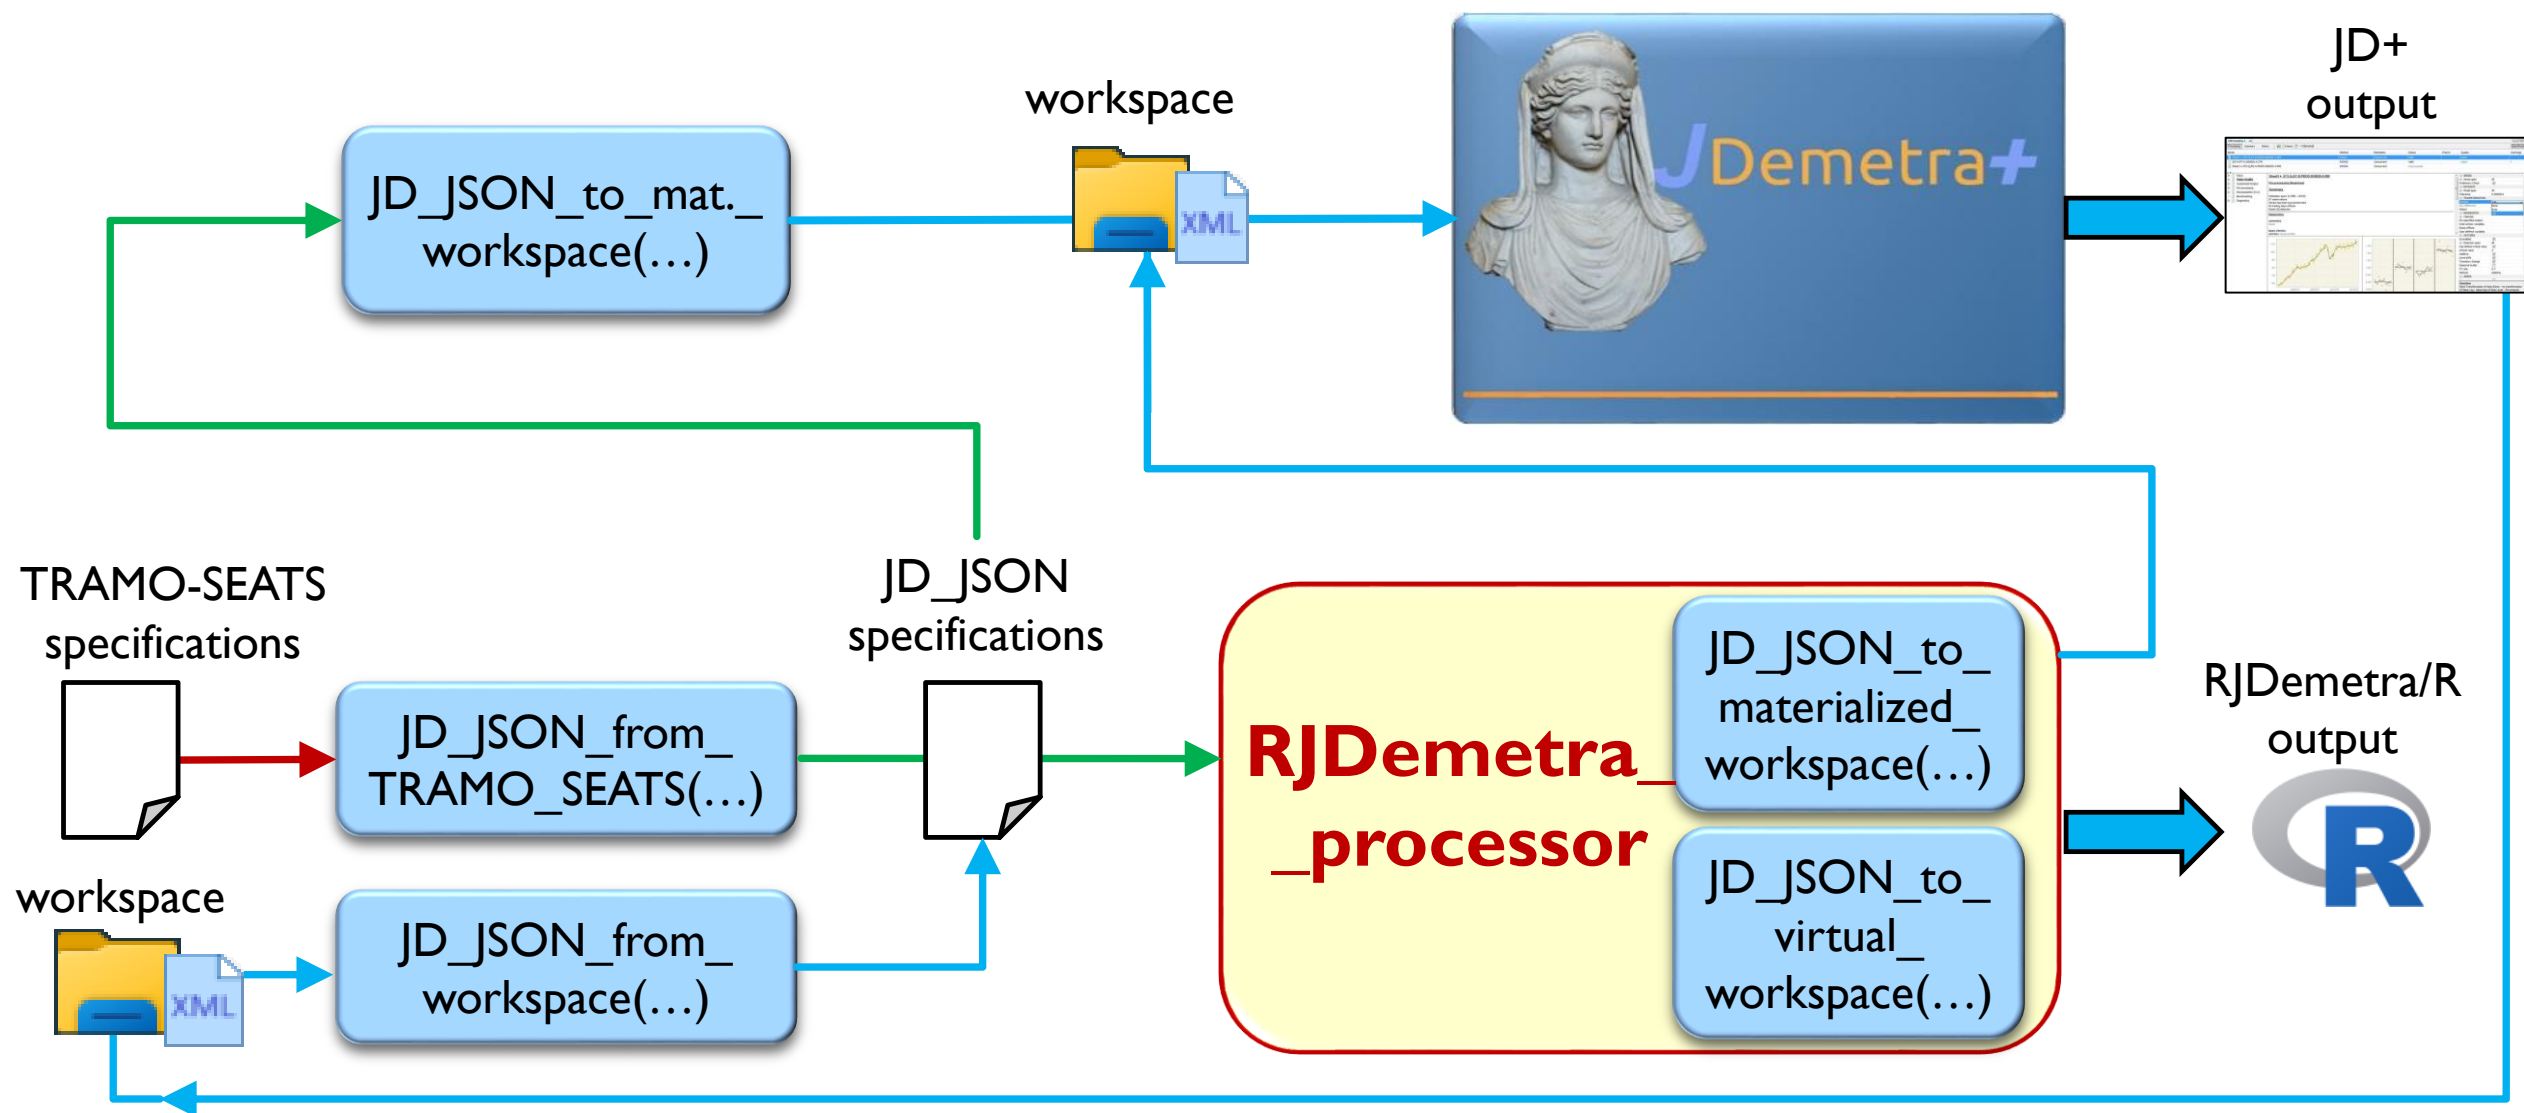 JD+
output
workspace
JD_JSON_to_mat._
workspace(...)
XML
JDemetra+
TRAMO-SEATS
specifications
JD_JSON
specifications
JD_JSON_from_
TRAMO_SEATS(...)
RJDemetra_
_processor
JD_JSON_to_
materialized_
workspace(...)
JD_JSON_to_
virtual_
workspace(...)
RJDemetra/R
output
R
workspace
XML
JD_JSON_from_
workspace(...)